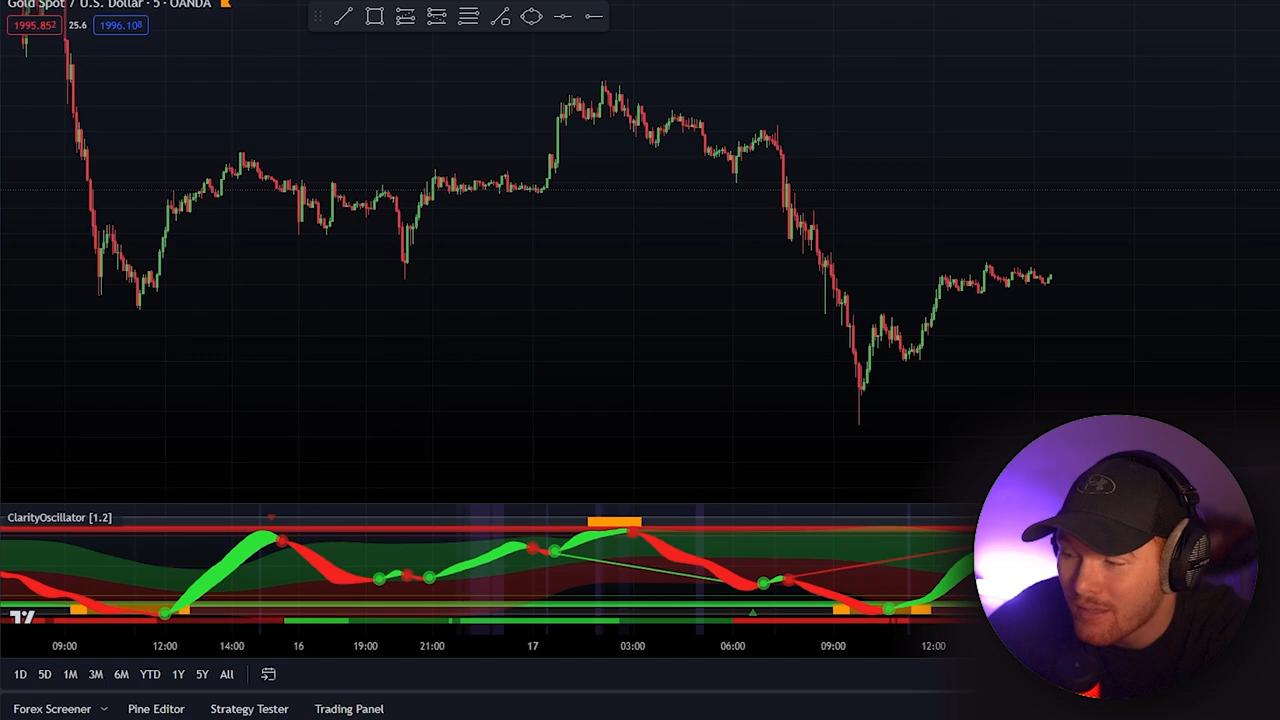 Gold Spot / U.S. Dollar · 5 · OANDA
1995.852 25.6 1996.108
ClarityOscillator [1.2]
09:00 12:00 14:00 16 19:00 21:00 17 03:00 06:00 09:00 12:00
1D 5D 1M 3M 6M YTD 1Y 5Y All
Forex Screener Pine Editor Strategy Tester Trading Panel